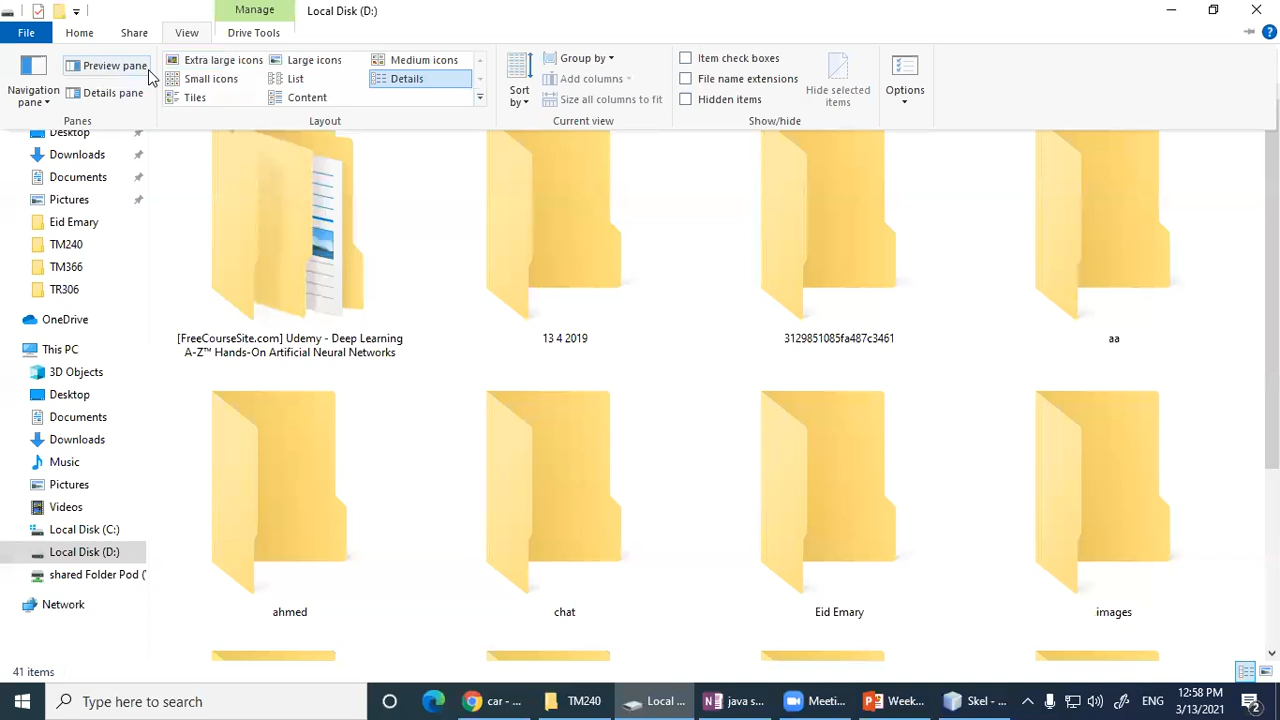 Manage
Local Disk (D:)
File
Home
Share
View
Drive Tools
Navigation
pane
Preview pane
Details pane
Panes
Extra large icons
Large icons
Medium icons
Small icons
List
Details
Tiles
Content
Layout
Sort
by
Group by
Add columns
Size all columns to fit
Current view
Item check boxes
File name extensions
Hidden items
Hide selected
items
Show/hide
Options
Desktop
Downloads
Documents
Pictures
Eid Emary
TM240
TM366
TR306
OneDrive
This PC
3D Objects
Desktop
Documents
Downloads
Music
Pictures
Videos
Local Disk (C:)
Local Disk (D:)
shared Folder Pod (
Network
[FreeCourseSite.com] Udemy - Deep Learning
A-Z™ Hands-On Artificial Neural Networks
13 4 2019
3129851085fa487c3461
aa
ahmed
chat
Eid Emary
images
41 items
Type here to search
car - ...
TM240
Local ...
java s...
Meeti...
Week...
Skel - ...
ENG
12:58 PM
3/13/2021
2